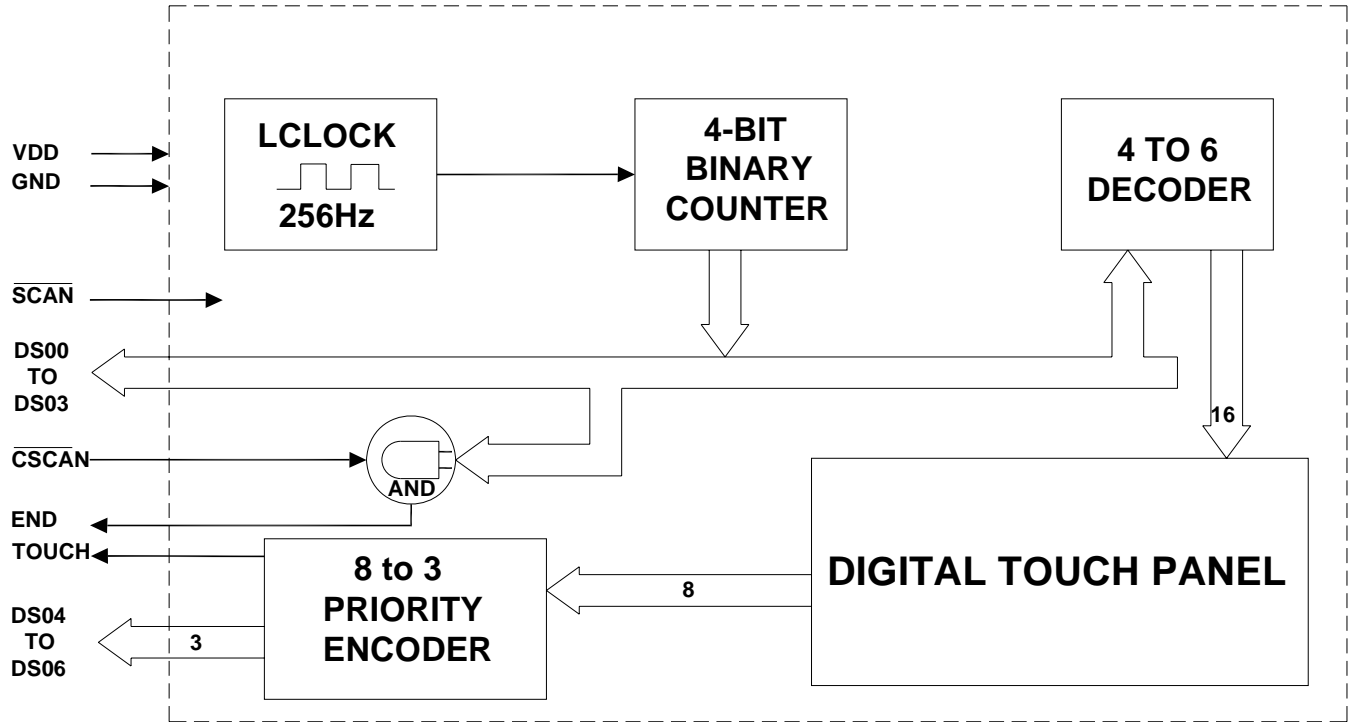 LCLOCK
256Hz
4-BIT
BINARY
COUNTER
4 TO 6
DECODER
VDD
GND
SCAN
DS00
TO
DS03
16
CSCAN
AND
END
TOUCH
8 to 3
PRIORITY
ENCODER
8
DIGITAL TOUCH PANEL
DS04
TO
DS06
3